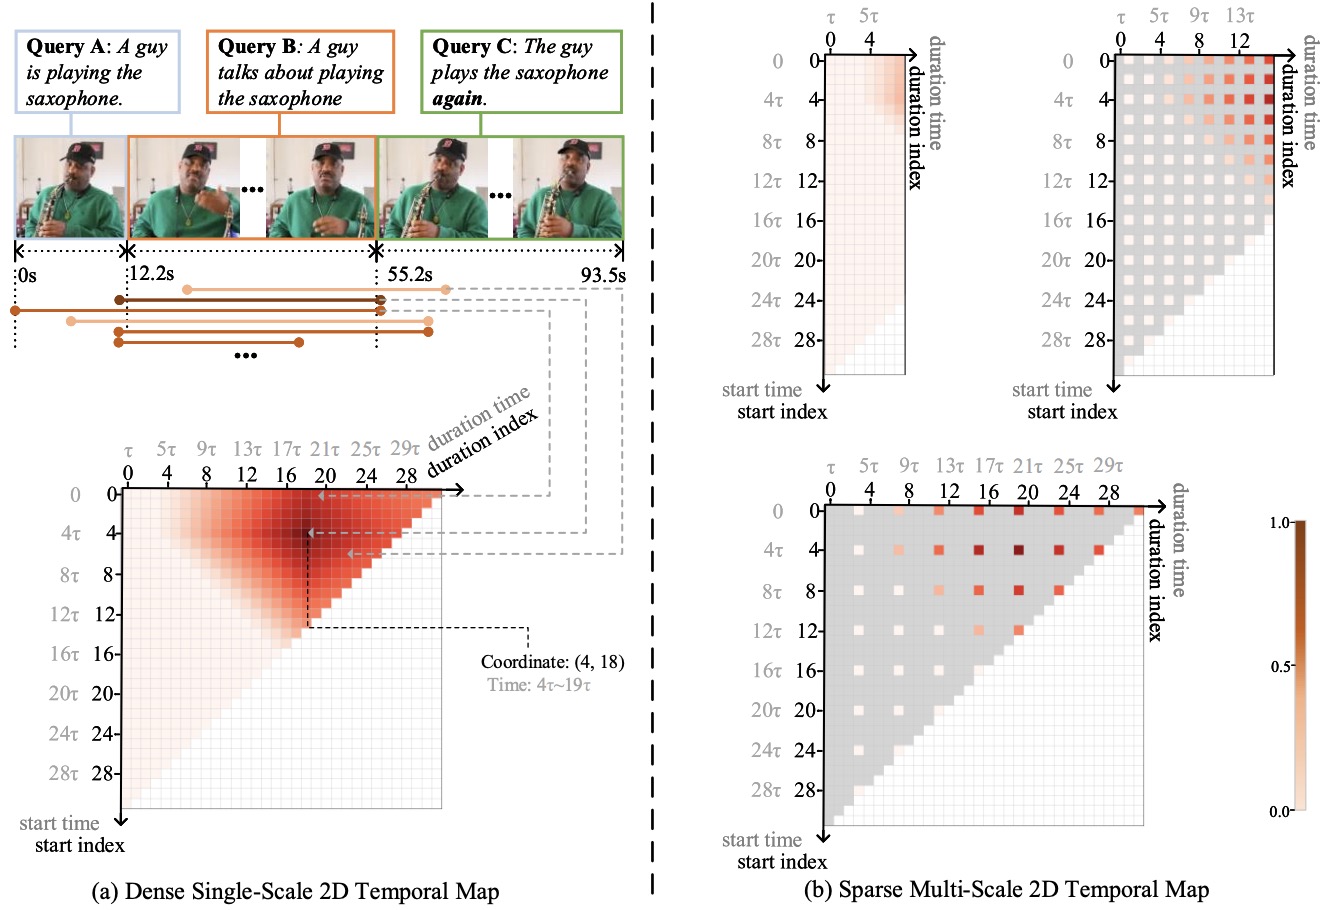 Query A: A guy
is playing the
saxophone.
Query B: A guy
talks about playing
the saxophone
Query C: The guy
plays the saxophone
again.
0s
12.2s
55.2s
93.5s
duration time
duration index
τ 5τ 9τ 13τ 17τ 21τ 25τ 29τ
0 4 8 12 16 20 24 28
0 0
4τ 4
8τ 8
12τ 12
16τ 16
20τ 20
24τ 24
28τ 28
start time
start index
Coordinate: (4, 18)
Time: 4τ~19τ
(a) Dense Single-Scale 2D Temporal Map
τ 5τ
0 4
duration time
duration index
0 0
4τ 4
8τ 8
12τ 12
16τ 16
20τ 20
24τ 24
28τ 28
start time
start index
τ 5τ 9τ 13τ
0 4 8 12
duration time
duration index
0 0
4τ 4
8τ 8
12τ 12
16τ 16
20τ 20
24τ 24
28τ 28
start time
start index
τ 5τ 9τ 13τ 17τ 21τ 25τ 29τ
0 4 8 12 16 20 24 28
duration time
duration index
0 0
4τ 4
8τ 8
12τ 12
16τ 16
20τ 20
24τ 24
28τ 28
start time
start index
1.0
0.5
0.0
(b) Sparse Multi-Scale 2D Temporal Map